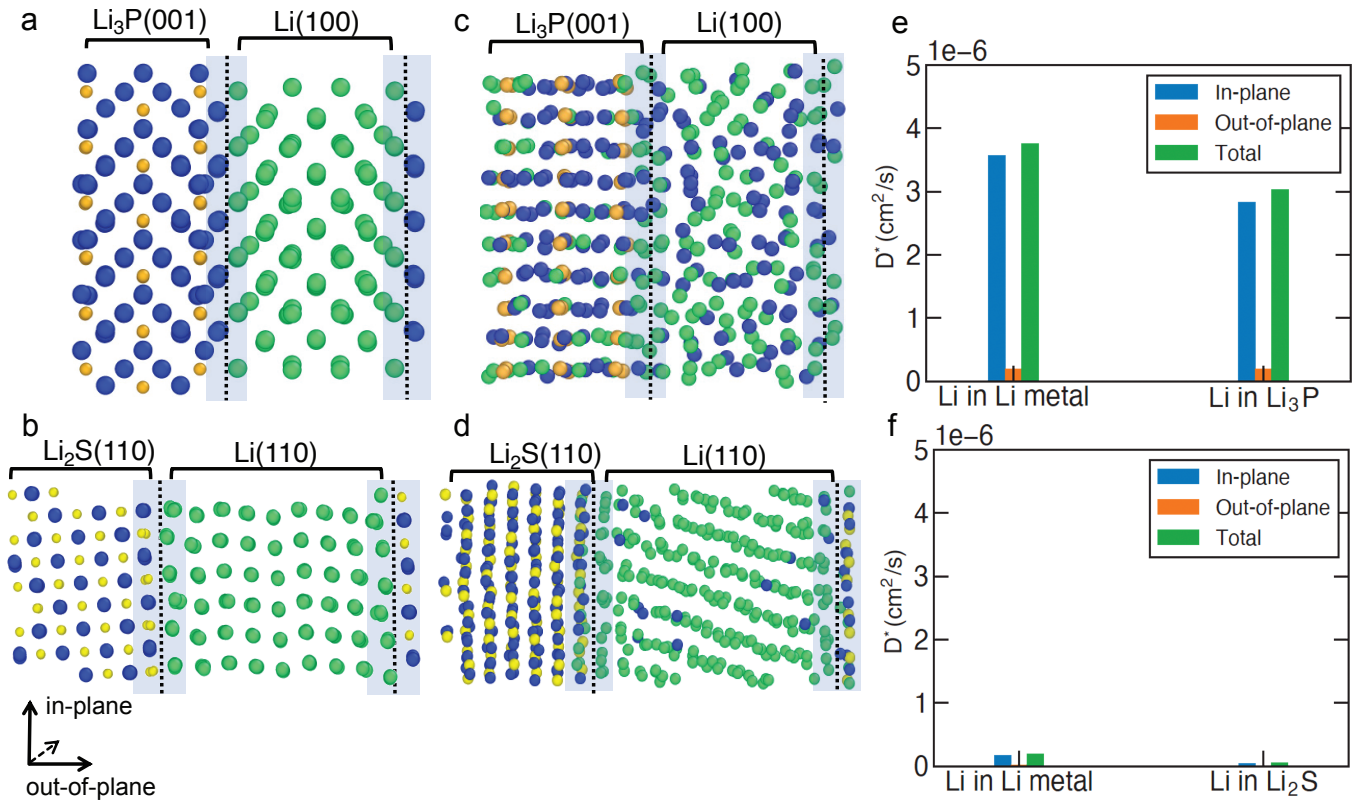 a
Li₃P(001)
Li(100)
b
Li₂S(110)
Li(110)
in-plane
out-of-plane
c
Li₃P(001)
Li(100)
d
Li₂S(110)
Li(110)
e
1e−6
5
4
3
2
1
0
D* (cm²/s)
In-plane
Out-of-plane
Total
Li in Li metal
Li in Li₃P
f
1e−6
5
4
3
2
1
0
D* (cm²/s)
In-plane
Out-of-plane
Total
Li in Li metal
Li in Li₂S